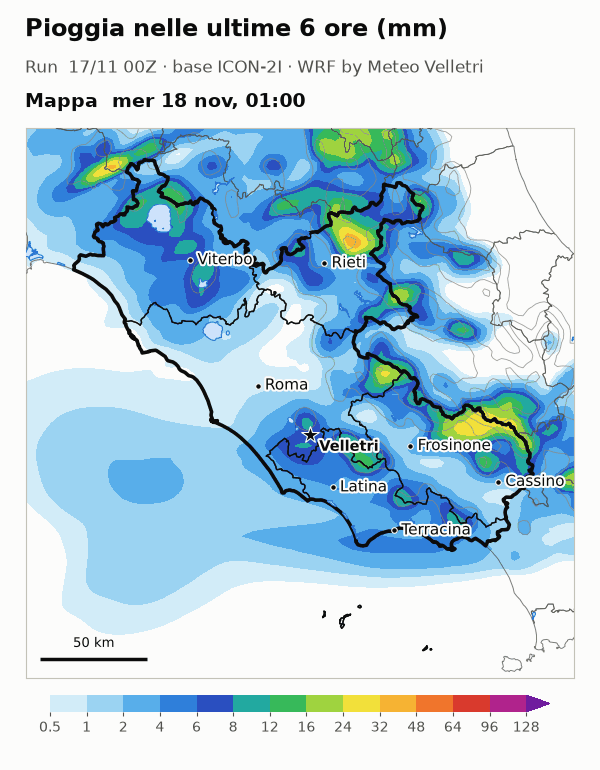 Pioggia nelle ultime 6 ore (mm)
Run 17/11 00Z · base ICON-2I · WRF by Meteo Velletri
Mappa mer 18 nov, 01:00
Viterbo
Rieti
Roma
Velletri
Frosinone
Latina
Cassino
Terracina
50 km
0.5 1 2 4 6 8 12 16 24 32 48 64 96 128